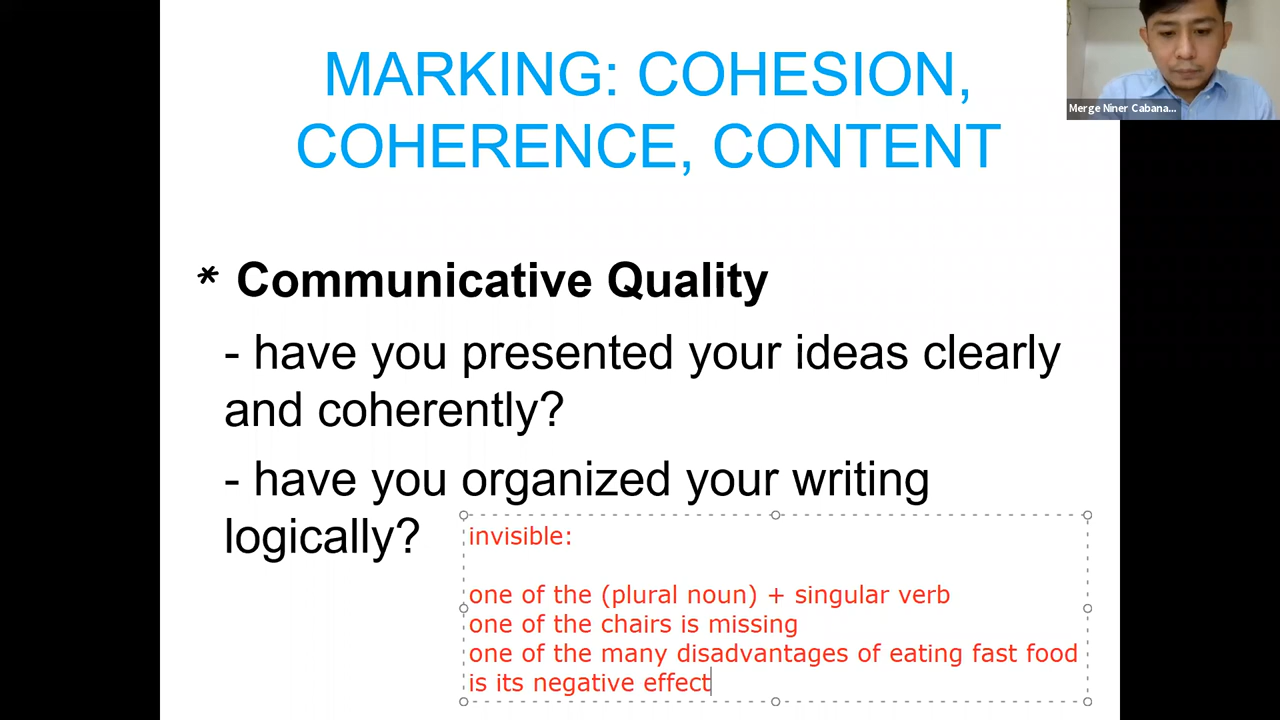 MARKING: COHESION,
COHERENCE, CONTENT
Merge Niner Cabana...
* Communicative Quality
- have you presented your ideas clearly
and coherently?
- have you organized your writing
logically?
invisible:
one of the (plural noun) + singular verb
one of the chairs is missing
one of the many disadvantages of eating fast food
is its negative effect